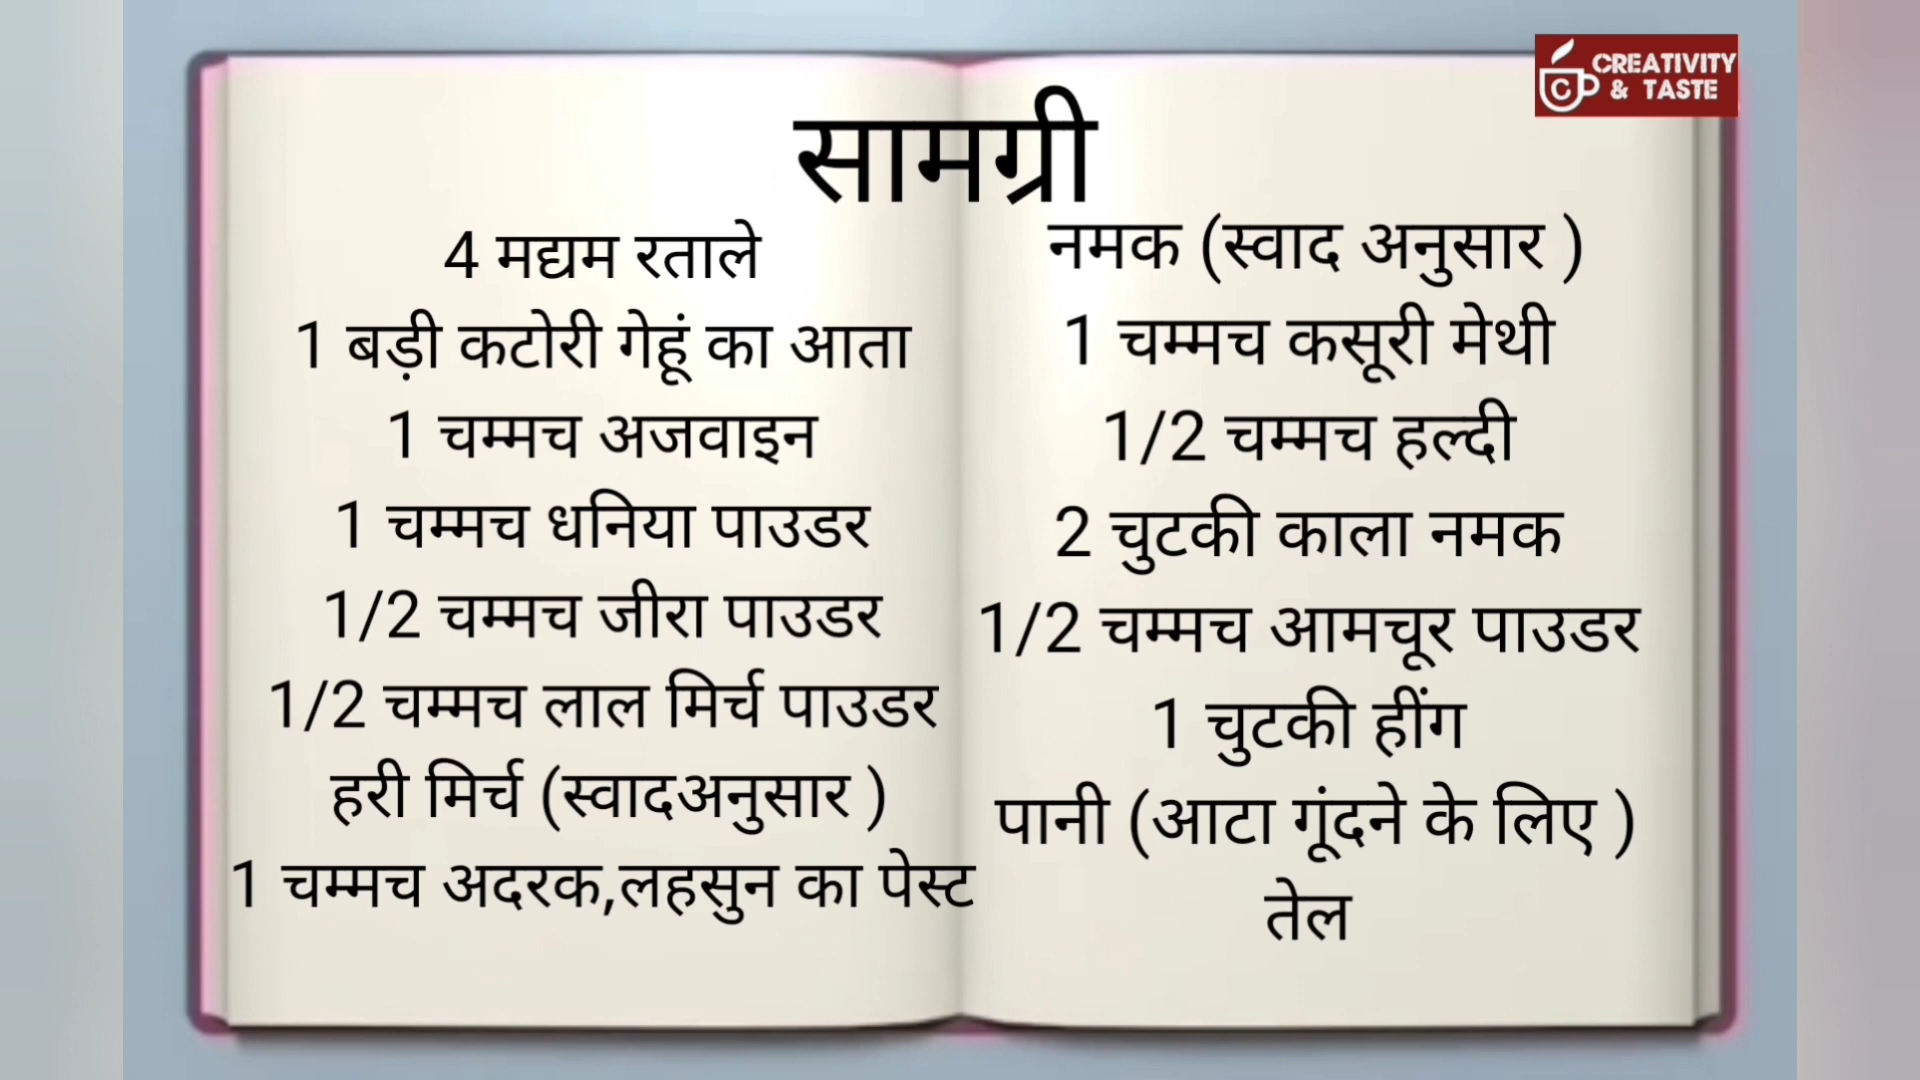 CREATIVITY
& TASTE
सामग्री
4 मद्यम रताले
1 बड़ी कटोरी गेहूं का आता
1 चम्मच अजवाइन
1 चम्मच धनिया पाउडर
1/2 चम्मच जीरा पाउडर
1/2 चम्मच लाल मिर्च पाउडर
हरी मिर्च (स्वादअनुसार )
1 चम्मच अदरक,लहसुन का पेस्ट
नमक (स्वाद अनुसार )
1 चम्मच कसूरी मेथी
1/2 चम्मच हल्दी
2 चुटकी काला नमक
1/2 चम्मच आमचूर पाउडर
1 चुटकी हींग
पानी (आटा गूंदने के लिए )
तेल